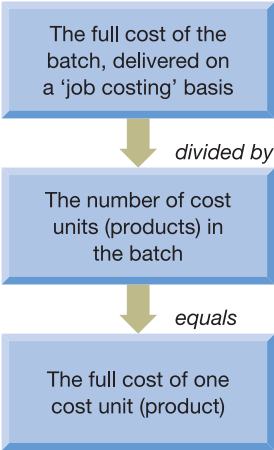 The full cost of the
batch, delivered on
a ‘job costing’ basis
divided by
The number of cost
units (products) in
the batch
equals
The full cost of one
cost unit (product)